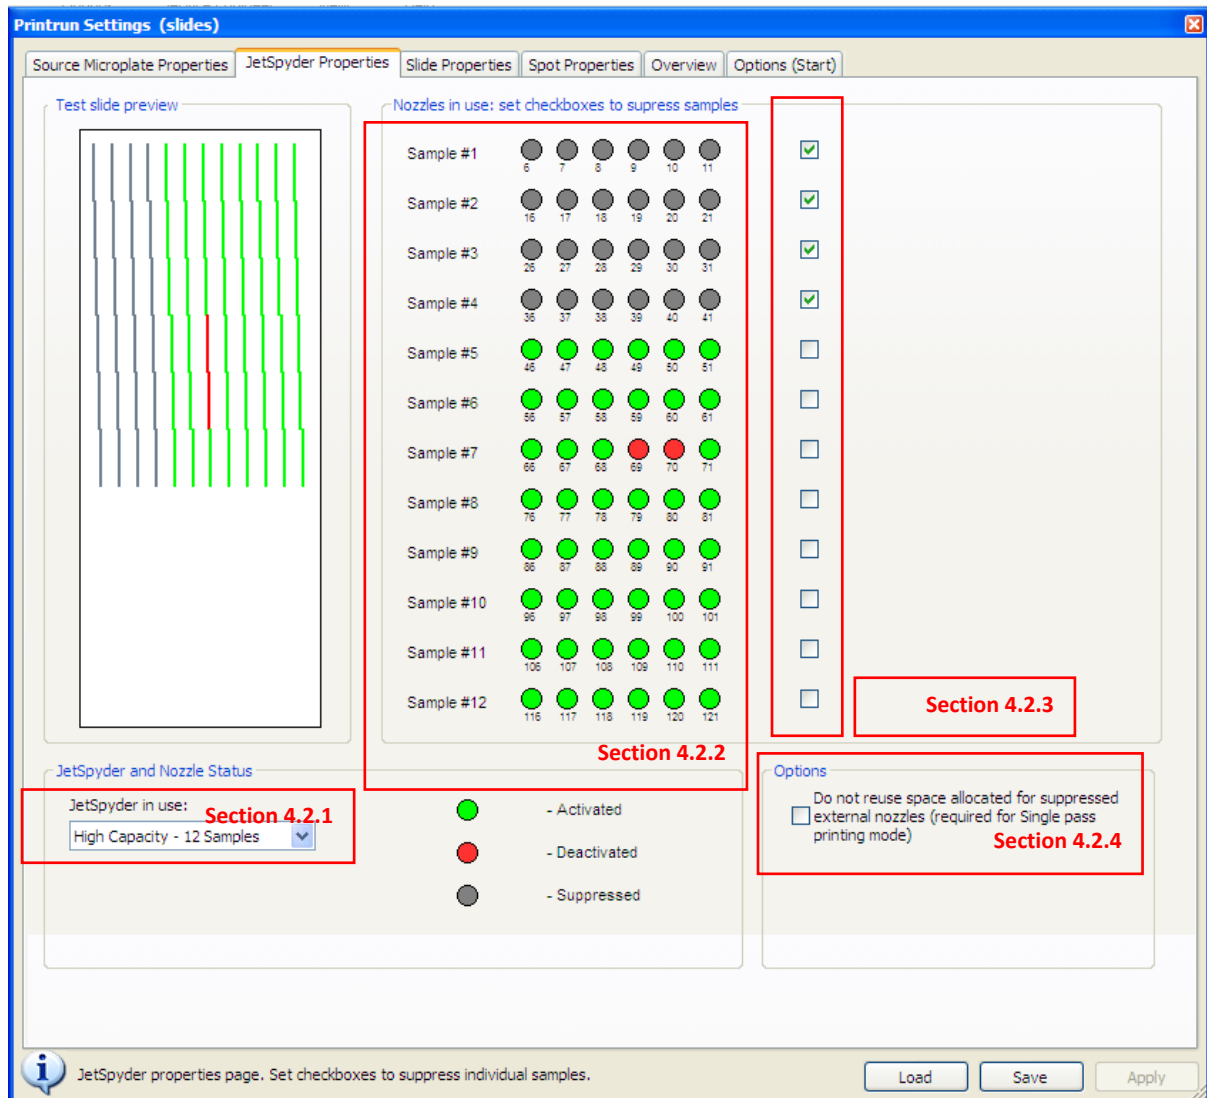 Printrun Settings (slides)
Source Microplate Properties JetSpyder Properties Slide Properties Spot Properties Overview Options (Start)
Test slide preview
Nozzles in use: set checkboxes to supress samples
Sample #1
6 7 8 9 10 11
Sample #2
16 17 18 19 20 21
Sample #3
26 27 28 29 30 31
Sample #4
36 37 38 39 40 41
Sample #5
46 47 48 49 50 51
Sample #6
56 57 58 59 60 61
Sample #7
66 67 68 69 70 71
Sample #8
76 77 78 79 80 81
Sample #9
86 87 88 89 90 91
Sample #10
96 97 98 99 100 101
Sample #11
106 107 108 109 110 111
Sample #12
116 117 118 119 120 121
Section 4.2.3
Section 4.2.2
JetSpyder and Nozzle Status
JetSpyder in use:
Section 4.2.1
High Capacity - 12 Samples
- Activated
- Deactivated
- Suppressed
Options
Do not reuse space allocated for suppressed
external nozzles (required for Single pass
printing mode)
Section 4.2.4
JetSpyder properties page. Set checkboxes to suppress individual samples.
Load Save Apply